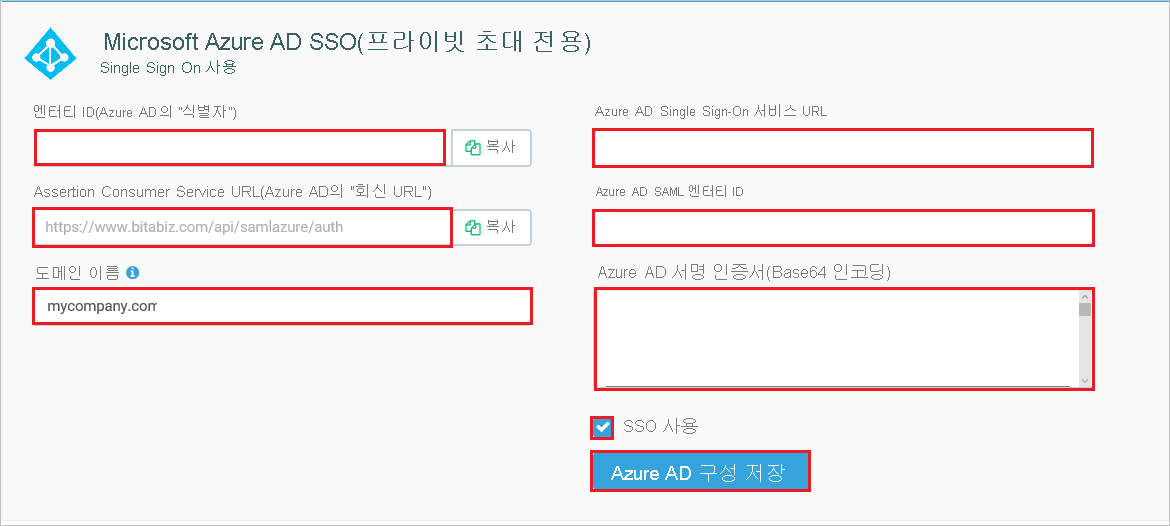 Microsoft Azure AD SSO(프라이빗 초대 전용)
Single Sign On 사용
엔터티 ID(Azure AD의 "식별자")
복사
Assertion Consumer Service URL(Azure AD의 "회신 URL")
https://www.bitabiz.com/api/samlazure/auth
복사
도메인 이름
mycompany.com
Azure AD Single Sign-On 서비스 URL
Azure AD SAML 엔터티 ID
Azure AD 서명 인증서(Base64 인코딩)
SSO 사용
Azure AD 구성 저장